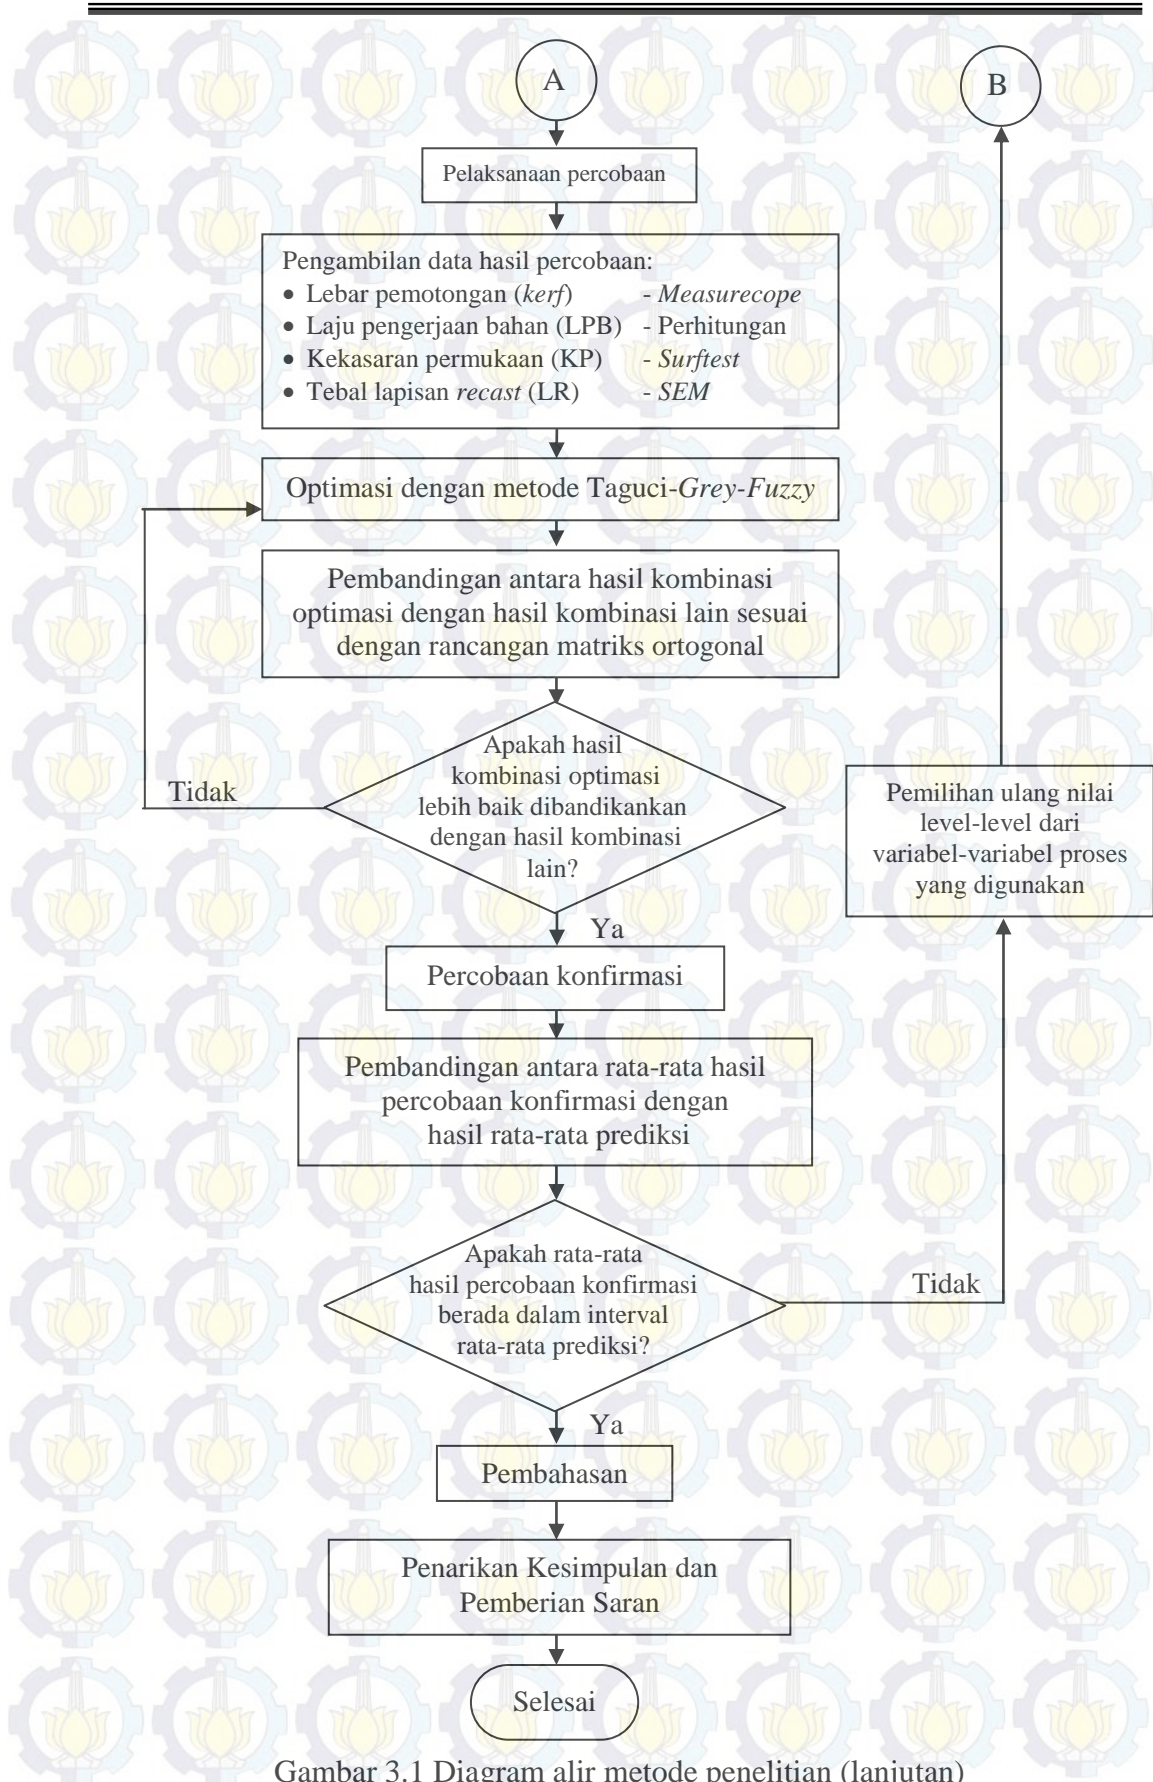 A
B
Pelaksanaan percobaan
Pengambilan data hasil percobaan:
• Lebar pemotongan (kerf) - Measurecope
• Laju pengerjaan bahan (LPB) - Perhitungan
• Kekasaran permukaan (KP) - Surftest
• Tebal lapisan recast (LR) - SEM
Optimasi dengan metode Taguci-Grey-Fuzzy
Pembandingan antara hasil kombinasi
optimasi dengan hasil kombinasi lain sesuai
dengan rancangan matriks ortogonal
Apakah hasil
kombinasi optimasi
lebih baik dibandikankan
dengan hasil kombinasi
lain?
Tidak
Pemilihan ulang nilai
level-level dari
variabel-variabel proses
yang digunakan
Ya
Percobaan konfirmasi
Pembandingan antara rata-rata hasil
percobaan konfirmasi dengan
hasil rata-rata prediksi
Apakah rata-rata
hasil percobaan konfirmasi
berada dalam interval
rata-rata prediksi?
Tidak
Ya
Pembahasan
Penarikan Kesimpulan dan
Pemberian Saran
Selesai
Gambar 3.1 Diagram alir metode penelitian (lanjutan)